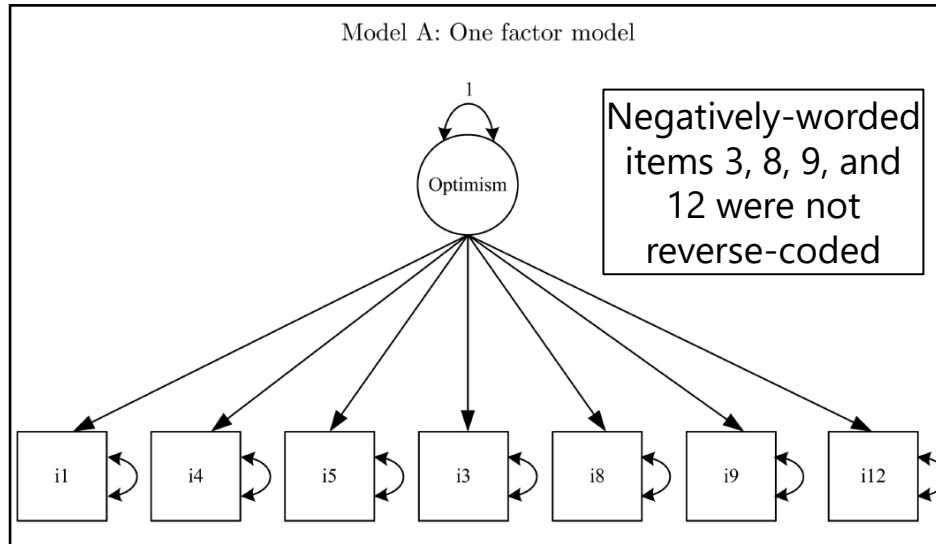 Model A: One factor model
1
Negatively-worded
items 3, 8, 9, and
12 were not
reverse-coded
Optimism
i1 i4 i5 i3 i8 i9 i12